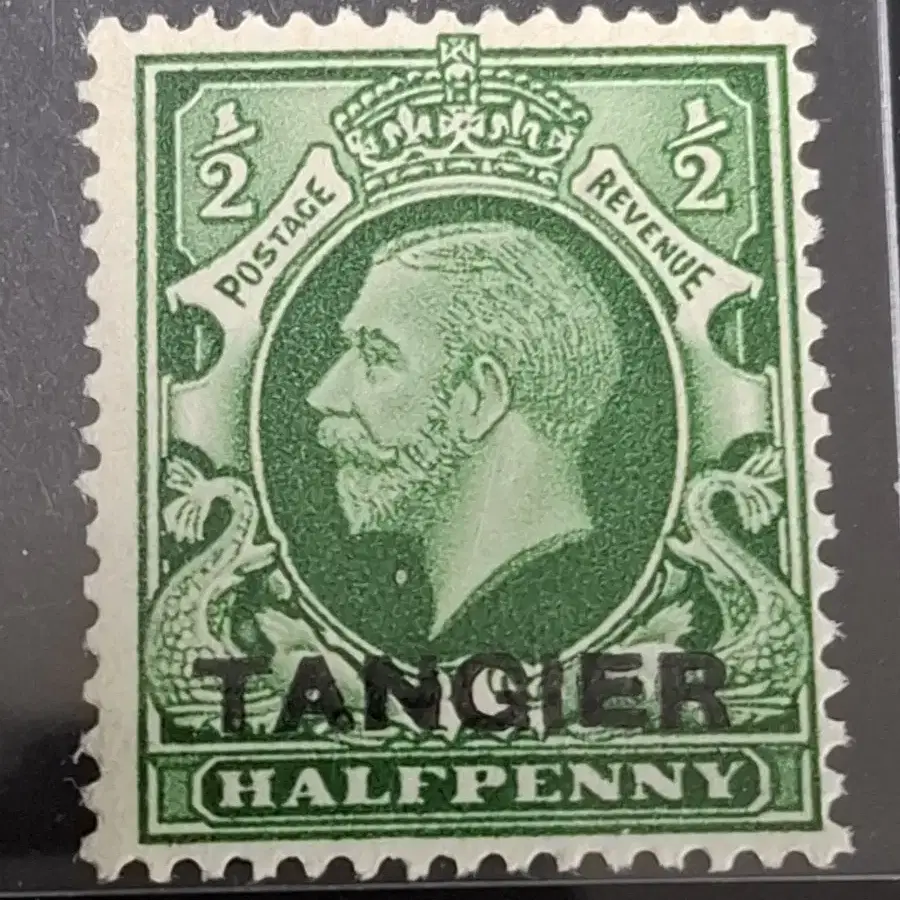 ½ ½
POSTAGE REVENUE
TANGIER
HALFPENNY